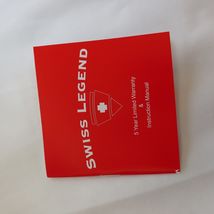 SWISS LEGEND
5 Year Limited Warranty
&
Instruction Manual